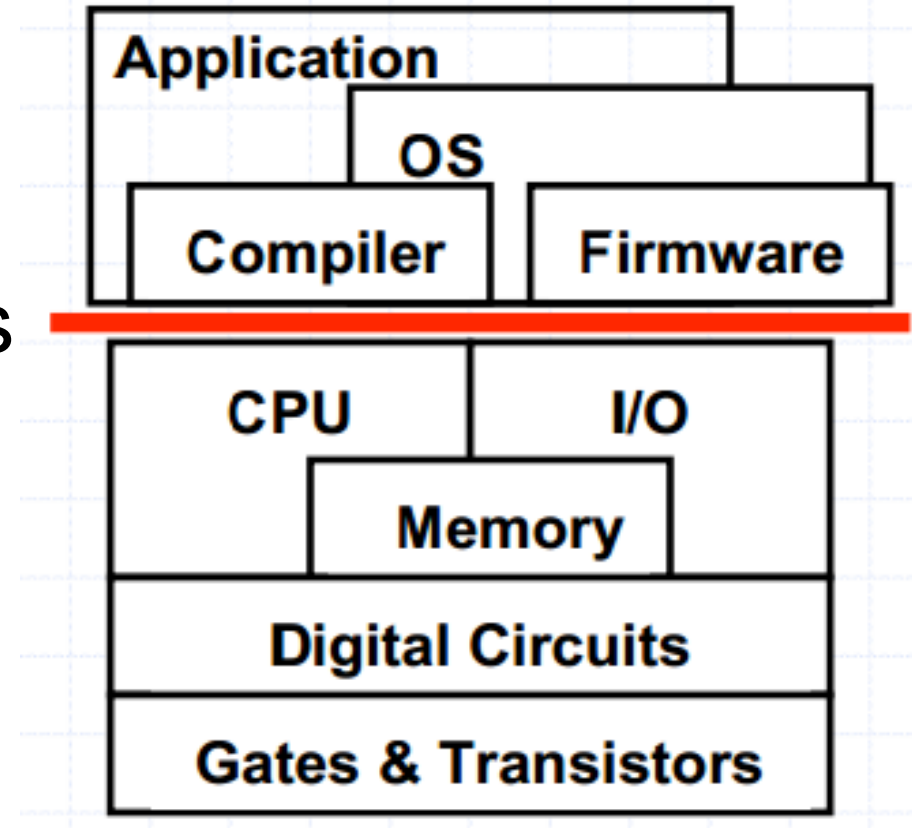 Application
OS
Compiler
Firmware
s
CPU
I/O
Memory
Digital Circuits
Gates & Transistors